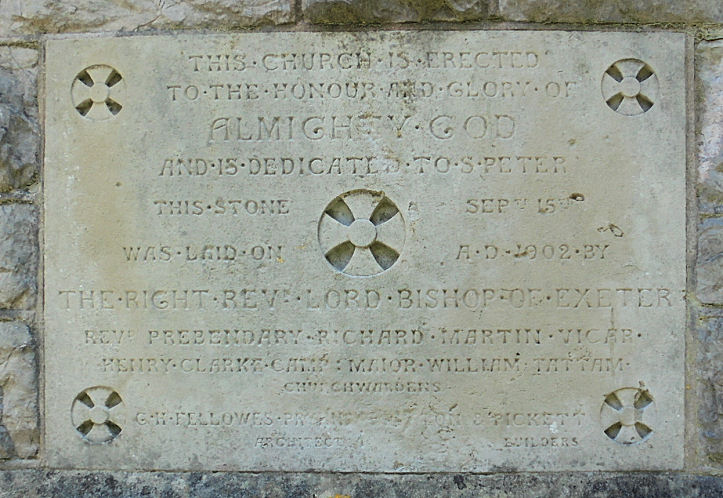 THIS·CHURCH·IS·ERECTED
TO·THE·HONOUR·AND·GLORY·OF
ALMIGHTY·GOD
AND·IS·DEDICATED·TO·S·PETER
THIS·STONE SEPT 15TH
WAS·LAID·ON A·D·1902·BY
THE·RIGHT·REVD·LORD·BISHOP·OF·EXETER
REVD PREBENDARY·RICHARD·MARTIN·VICAR·
HENRY·CLARKE·CAMP·MAJOR·WILLIAM·TATTAM·
CHURCHWARDENS
G·H·FELLOWES·PRYNNE & PICKETT
ARCHITECT BUILDERS